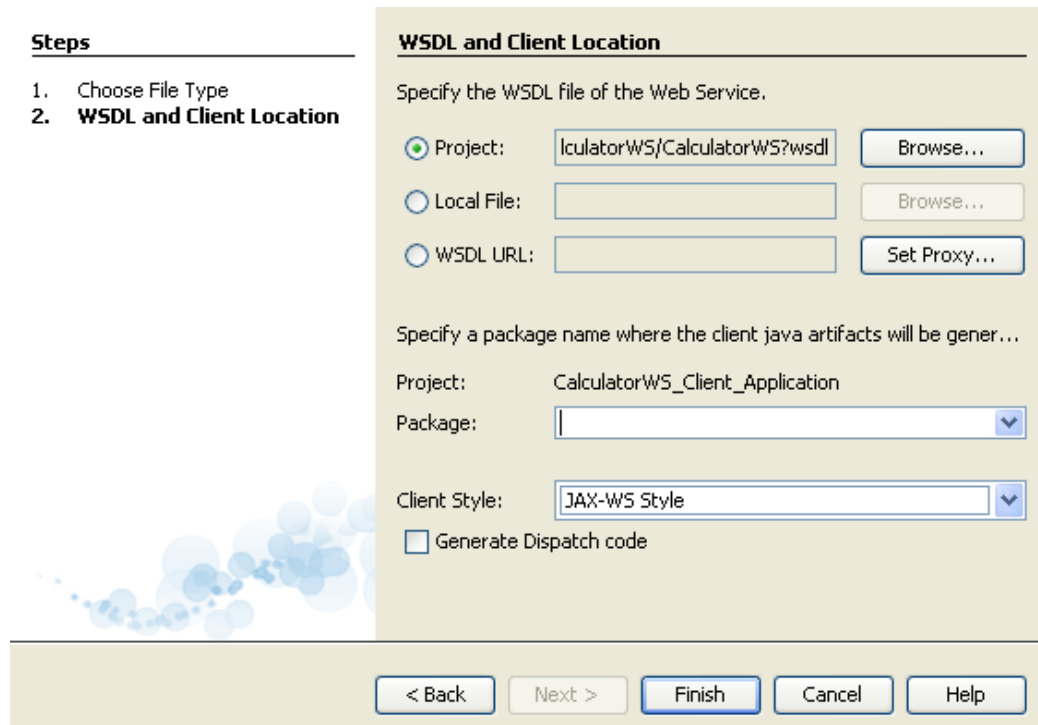 Steps
1. Choose File Type
2. WSDL and Client Location
WSDL and Client Location
Specify the WSDL file of the Web Service.
Project: lculatorWS/CalculatorWS?wsdl Browse...
Local File: Browse...
WSDL URL: Set Proxy...
Specify a package name where the client java artifacts will be gener...
Project: CalculatorWS_Client_Application
Package:
Client Style: JAX-WS Style
Generate Dispatch code
< Back Next > Finish Cancel Help